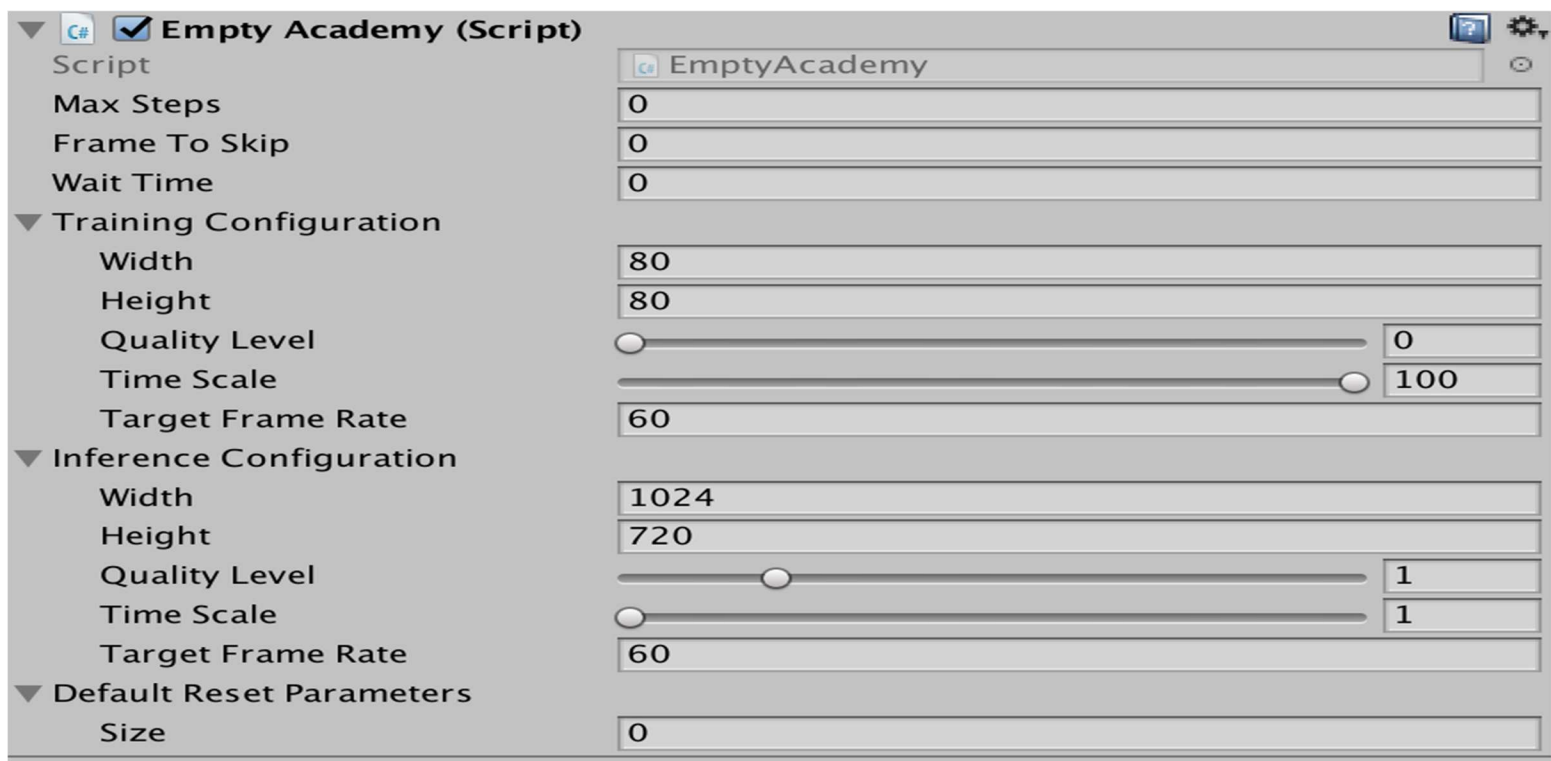 C# Empty Academy (Script) ?
Script C# EmptyAcademy
Max Steps 0
Frame To Skip 0
Wait Time 0
Training Configuration
Width 80
Height 80
Quality Level 0
Time Scale 100
Target Frame Rate 60
Inference Configuration
Width 1024
Height 720
Quality Level 1
Time Scale 1
Target Frame Rate 60
Default Reset Parameters
Size 0